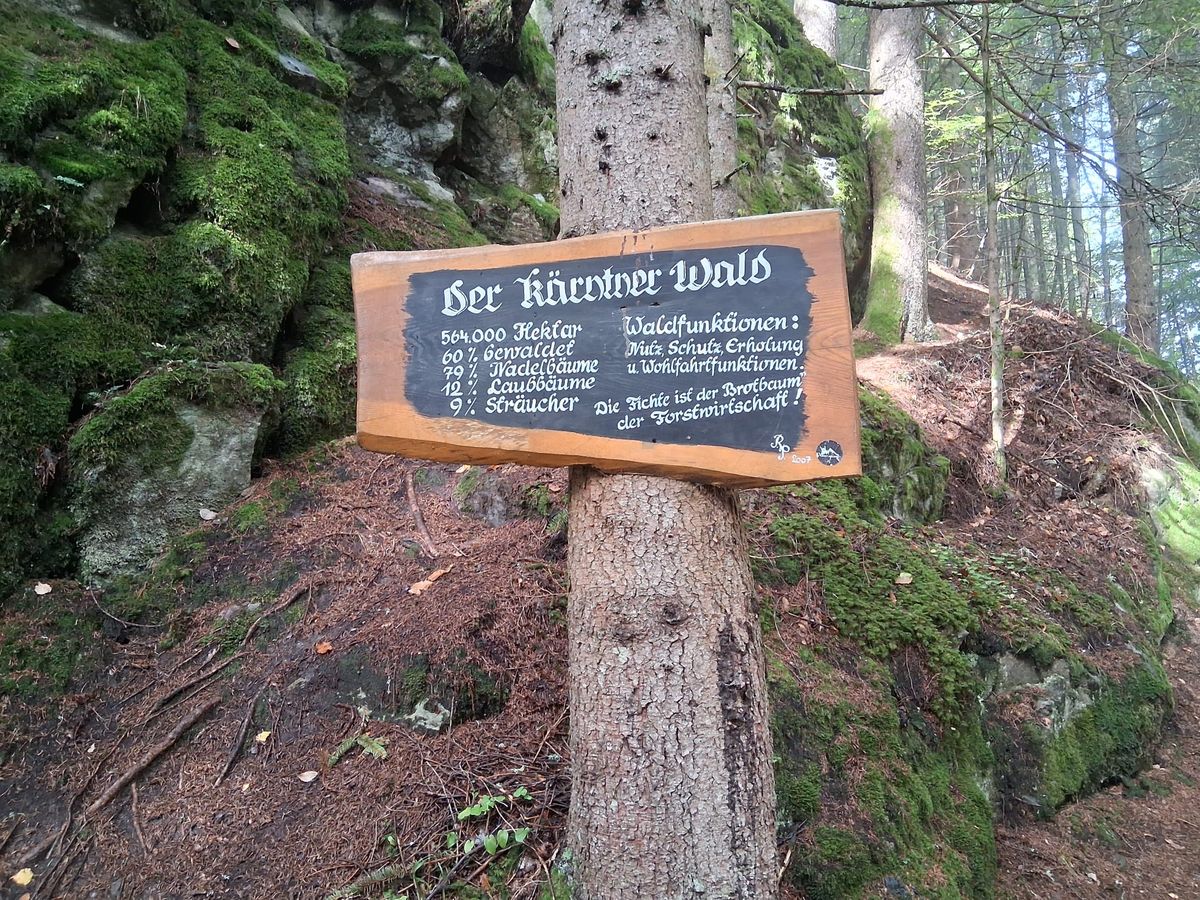 Der Kärntner Wald
564.000 Hektar
60% bewaldet
79% Nadelbäume
12% Laubbäume
9% Sträucher
Waldfunktionen:
Nutz, Schutz, Erholung
u. Wohlfahrtfunktionen.
Die Fichte ist der Brotbaum"
der Forstwirtschaft!
2007